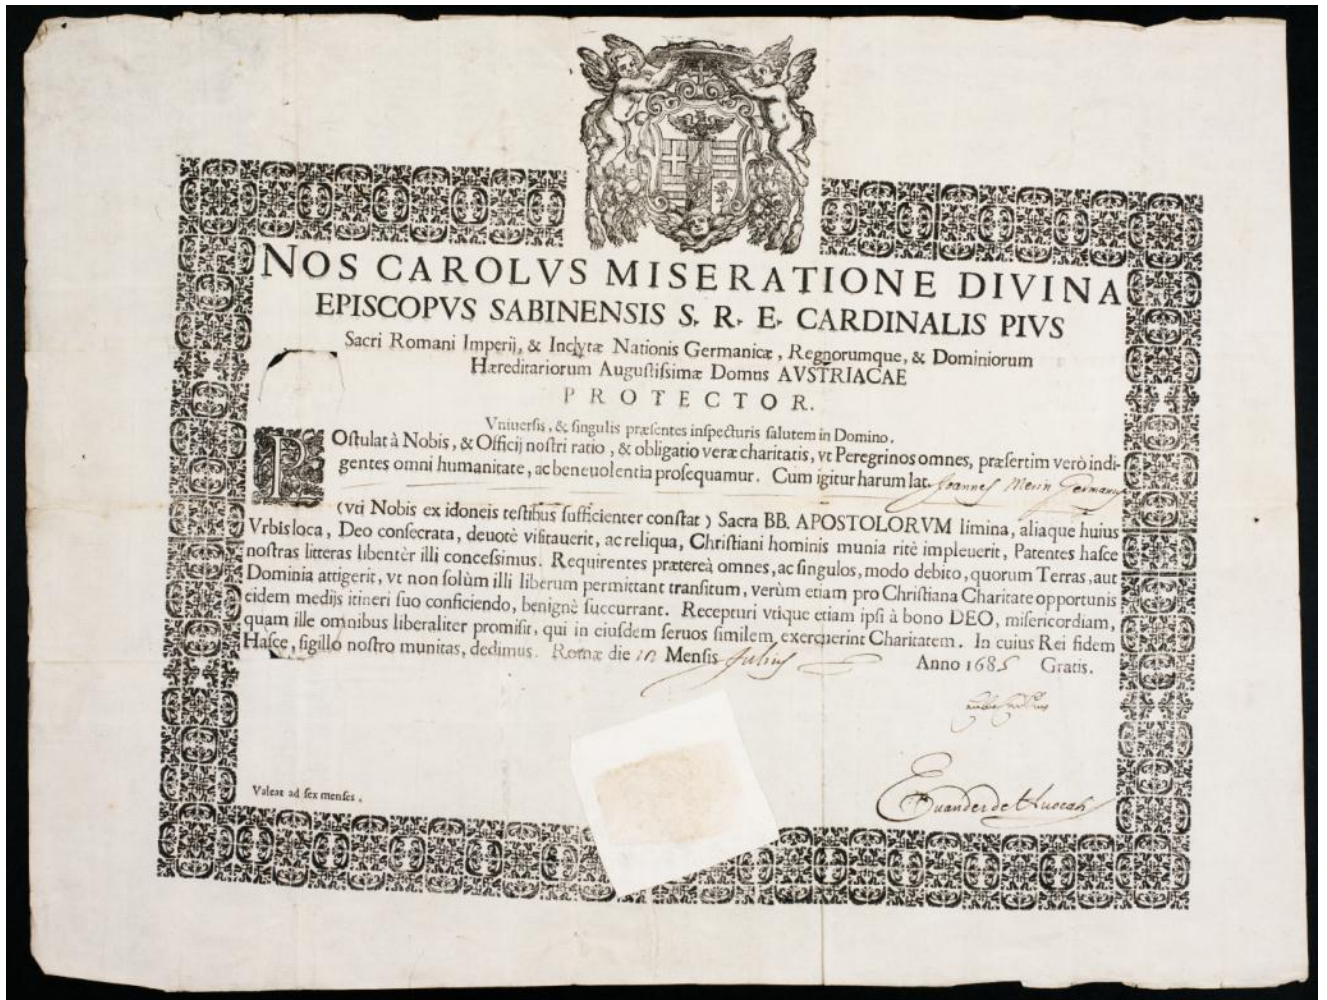 NOS CAROLVS MISERATIONE DIVINA
EPISCOPVS SABINENSIS S. R. E. CARDINALIS PIVS
Sacri Romani Imperij, & Inclytæ Nationis Germanicæ, Regnorumque, & Dominiorum
Hæreditariorum Augustissimæ Domus AVSTRIACAE
PROTECTOR.
Vniuersis, & singulis præsentes inspecturis salutem in Domino.
POstulat à Nobis, & Officij nostri ratio, & obligatio veræ charitatis, vt Peregrinos omnes, præsertim verò indi-
gentes omni humanitate, ac beneuolentia prosequamur. Cum igitur harum lat. Joannes Merin Germanus
(vti Nobis ex idoneis testibus sufficienter constat) Sacra BB. APOSTOLORVM limina, aliaque huius
Vrbis loca, Deo consecrata, deuotè visitauerit, ac reliqua, Christiani hominis munia ritè impleuerit, Patentes hasce
nostras litteras libentèr illi concessimus. Requirentes prætereà omnes, ac singulos, modo debito, quorum Terras, aut
Dominia attigerit, vt non solùm illi liberum permittant transitum, verùm etiam pro Christiana Charitate opportunis
eidem medijs itineri suo conficiendo, benignè succurrant. Recepturi vtique etiam ipsi à bono DEO, misericordiam,
quam ille omnibus liberaliter promisit, qui in eiusdem seruos similem exercuerint Charitatem. In cuius Rei fidem
Hasce, sigillo nostro munitas, dedimus. Romæ die Mensis Julius Anno 1685 Gratis.
Valeat ad sex menses.